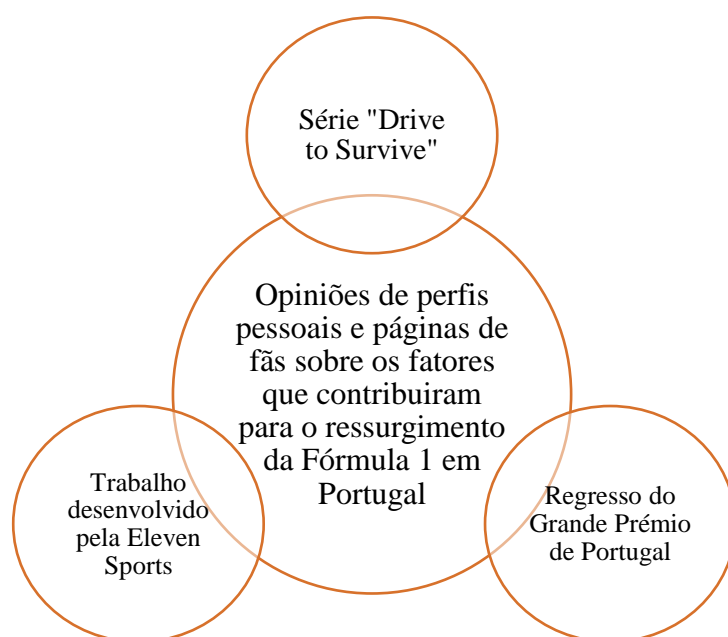 Série "Drive
to Survive"
Opiniões de perfis
pessoais e páginas de
fãs sobre os fatores
que contribuiram
para o ressurgimento
da Fórmula 1 em
Portugal
Trabalho
desenvolvido
pela Eleven
Sports
Regresso do
Grande Prémio
de Portugal